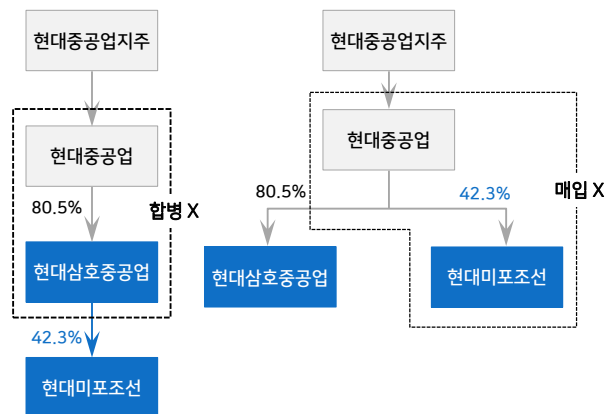 현대중공업지주
현대중공업
80.5%
합병 X
현대삼호중공업
42.3%
현대미포조선
현대중공업지주
현대중공업
80.5%
42.3%
매입 X
현대삼호중공업
현대미포조선